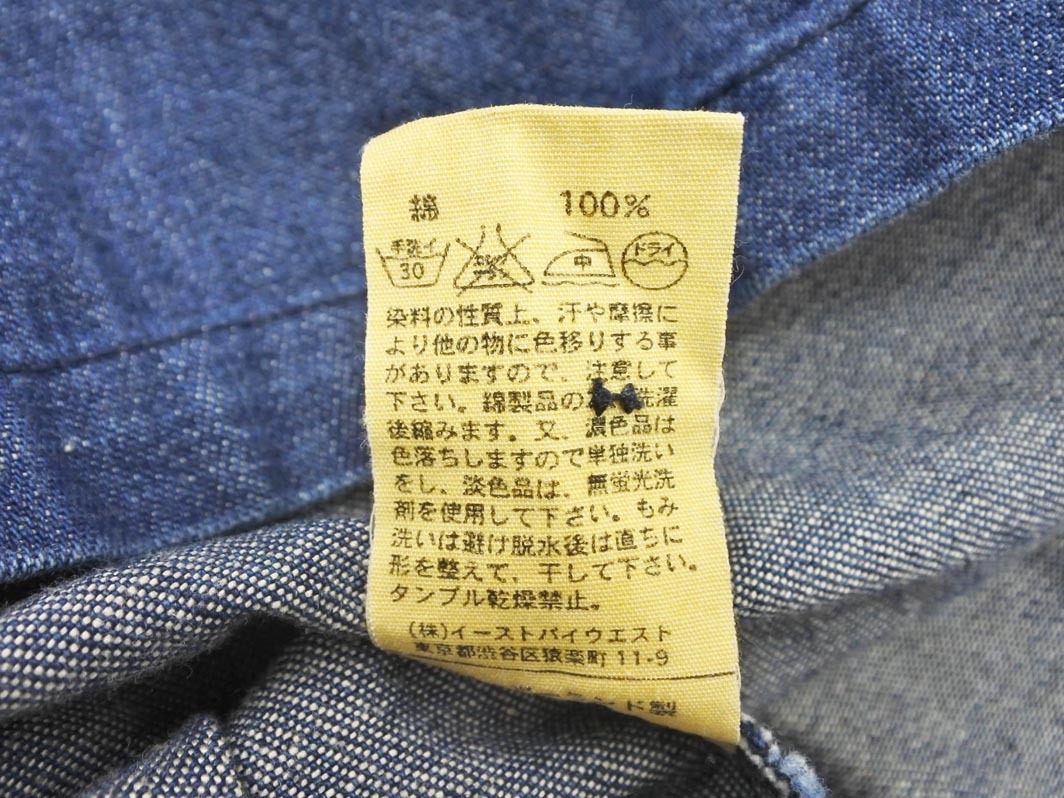 綿 100%
手洗イ 30 中 ドライ
染料の性質上、汗や摩擦に
より他の物に色移りする事
がありますので、注意して
下さい。綿製品の 洗濯
後縮みます。又、濃色品は
色落ちしますので単独洗い
をし、淡色品は、無蛍光洗
剤を使用して下さい。もみ
洗いは避け脱水後は直ちに
形を整えて、干して下さい。
タンブル乾燥禁止。
(株)イーストバイウエスト
東京都渋谷区猿楽町 11-9
ンド製